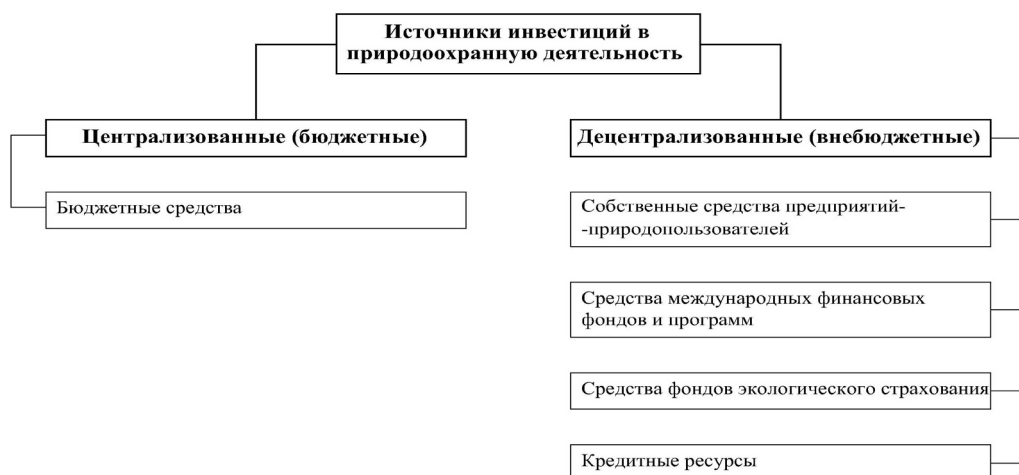 Источники инвестиций в
природоохранную деятельность
Централизованные (бюджетные)
Бюджетные средства
Децентрализованные (внебюджетные)
Собственные средства предприятий-
-природопользователей
Средства международных финансовых
фондов и программ
Средства фондов экологического страхования
Кредитные ресурсы